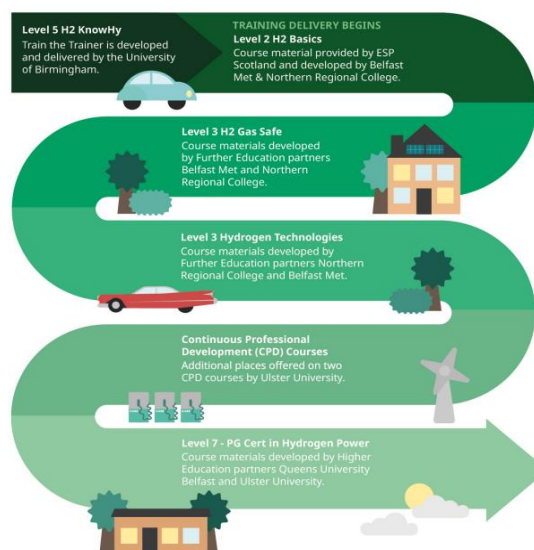 Level 5 H2 KnowHy
Train the Trainer is developed
and delivered by the University
of Birmingham.
TRAINING DELIVERY BEGINS
Level 2 H2 Basics
Course material provided by ESP
Scotland and developed by Belfast
Met & Northern Regional College.
Level 3 H2 Gas Safe
Course materials developed
by Further Education partners
Belfast Met and Northern
Regional College.
Level 3 Hydrogen Technologies
Course materials developed by
Further Education partners Northern
Regional College and Belfast Met.
Continuous Professional
Development (CPD) Courses
Additional places offered on two
CPD courses by Ulster University.
Level 7 - PG Cert in Hydrogen Power
Course materials developed by Higher
Education partners Queens University
Belfast and Ulster University.